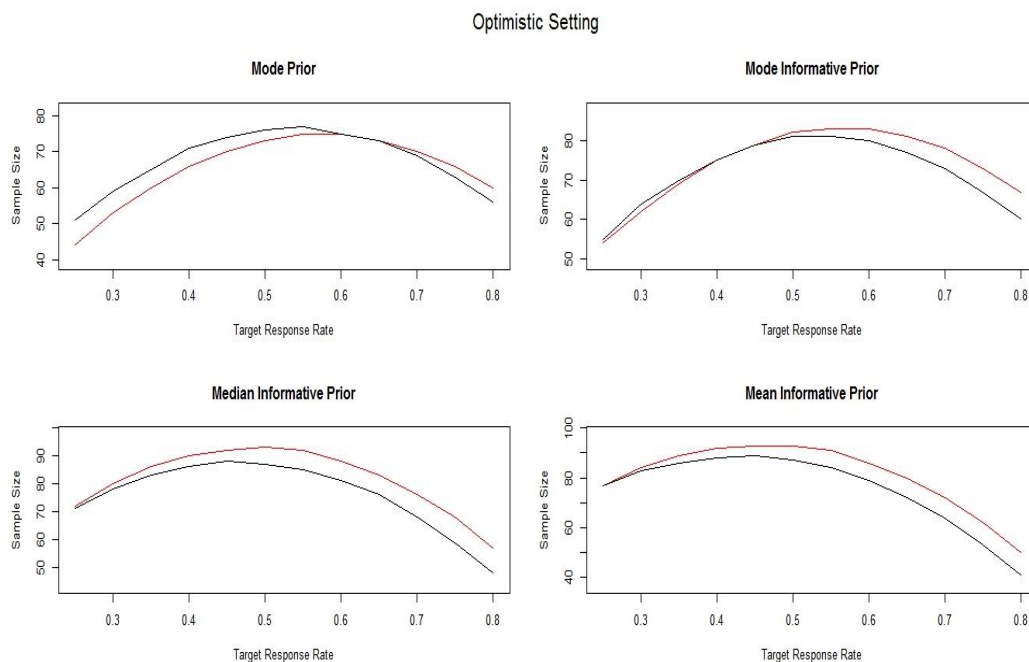 Optimistic Setting
Mode Prior
Sample Size
80
70
60
50
40
0.3 0.4 0.5 0.6 0.7 0.8
Target Response Rate
Mode Informative Prior
Sample Size
80
70
60
50
0.3 0.4 0.5 0.6 0.7 0.8
Target Response Rate
Median Informative Prior
Sample Size
90
80
70
60
50
0.3 0.4 0.5 0.6 0.7 0.8
Target Response Rate
Mean Informative Prior
Sample Size
100
80
60
40
0.3 0.4 0.5 0.6 0.7 0.8
Target Response Rate